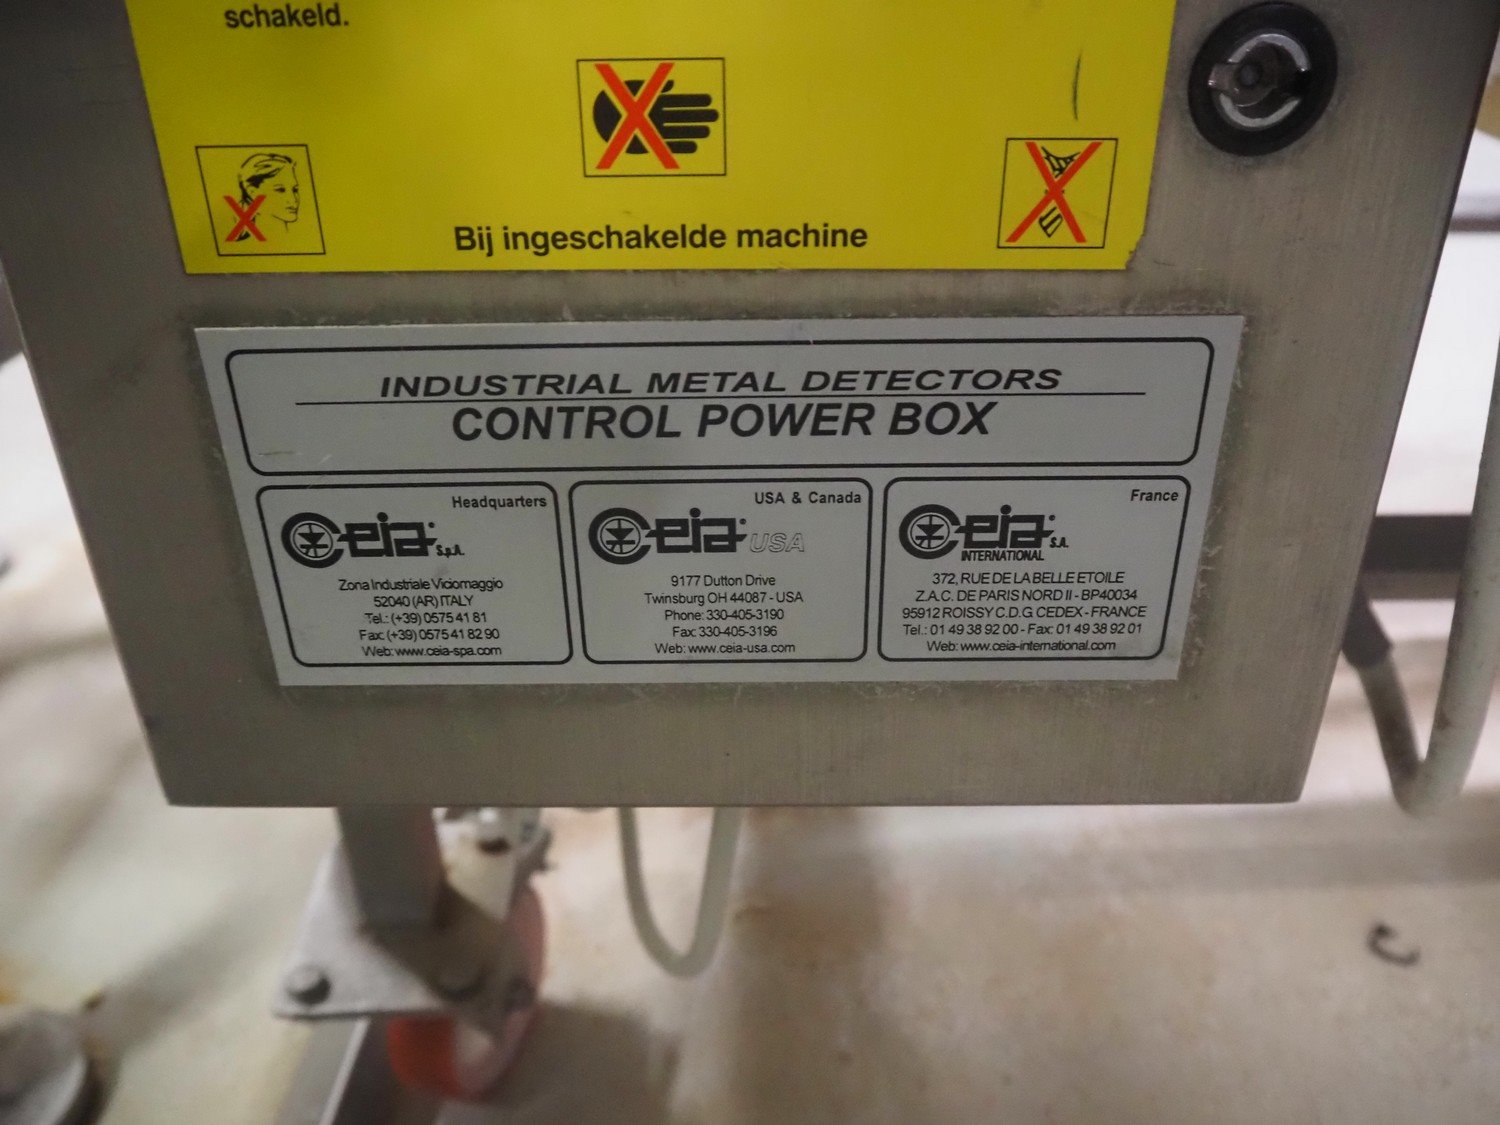 schakeld.
Bij ingeschakelde machine
INDUSTRIAL METAL DETECTORS
CONTROL POWER BOX
Headquarters
Ceia S.p.A.
Zona Industriale Viciomaggio
52040 (AR) ITALY
Tel.: (+39) 0575 41 81
Fax: (+39) 0575 41 82 90
Web: www.ceia-spa.com
USA & Canada
Ceia USA
9177 Dutton Drive
Twinsburg OH 44087 - USA
Phone: 330-405-3190
Fax: 330-405-3196
Web: www.ceia-usa.com
France
Ceia S.A.
INTERNATIONAL
372, RUE DE LA BELLE ETOILE
Z.A.C. DE PARIS NORD II - BP40034
95912 ROISSY C.D.G CEDEX - FRANCE
Tel.: 01 49 38 92 00 - Fax: 01 49 38 92 01
Web: www.ceia-international.com